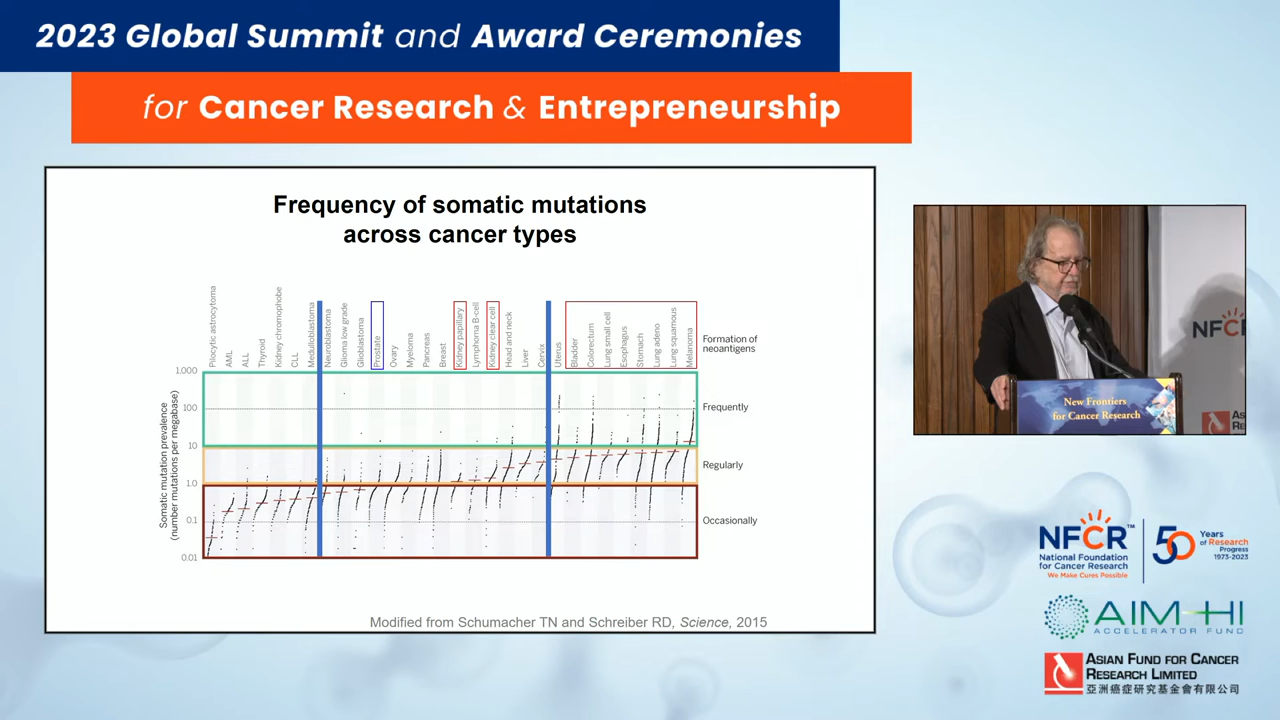 2023 Global Summit and Award Ceremonies
for Cancer Research & Entrepreneurship
Frequency of somatic mutations
across cancer types
Pilocytic astrocytoma
AML
ALL
Thyroid
Kidney chromophobe
CLL
Medulloblastoma
Neuroblastoma
Glioma low grade
Glioblastoma
Prostate
Ovary
Myeloma
Pancreas
Breast
Kidney papillary
Lymphoma B-cell
Kidney clear cell
Head and neck
Liver
Cervix
Uterus
Bladder
Colorectum
Lung small cell
Esophagus
Stomach
Lung adeno
Lung squamous
Melanoma
Formation of
neoantigens
Somatic mutation prevalence
(number mutations per megabase)
1,000
100
10
1.0
0.1
0.01
Frequently
Regularly
Occasionally
Modified from Schumacher TN and Schreiber RD, Science, 2015
NFC
New Frontiers
for Cancer Research
NFCR™
National Foundation
for Cancer Research
We Make Cures Possible
50 Years
of Research
Progress
1973-2023
AIM-HI
ACCELERATOR FUND
ASIAN FUND FOR CANCER
RESEARCH LIMITED
亞洲癌症研究基金會有限公司